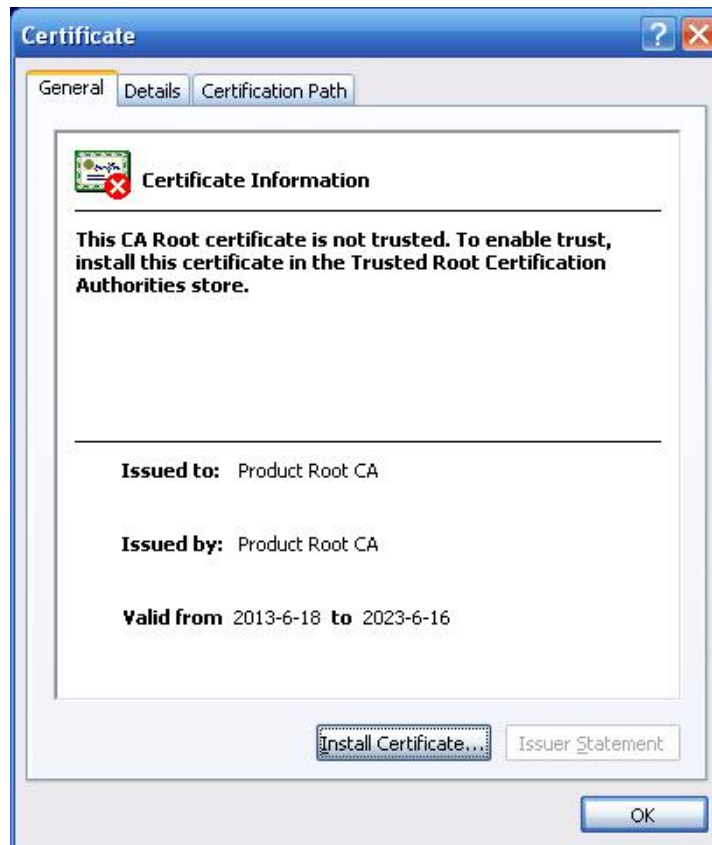 Certificate
General Details Certification Path
Certificate Information
This CA Root certificate is not trusted. To enable trust,
install this certificate in the Trusted Root Certification
Authorities store.
Issued to: Product Root CA
Issued by: Product Root CA
Valid from 2013-6-18 to 2023-6-16
Install Certificate... Issuer Statement
OK